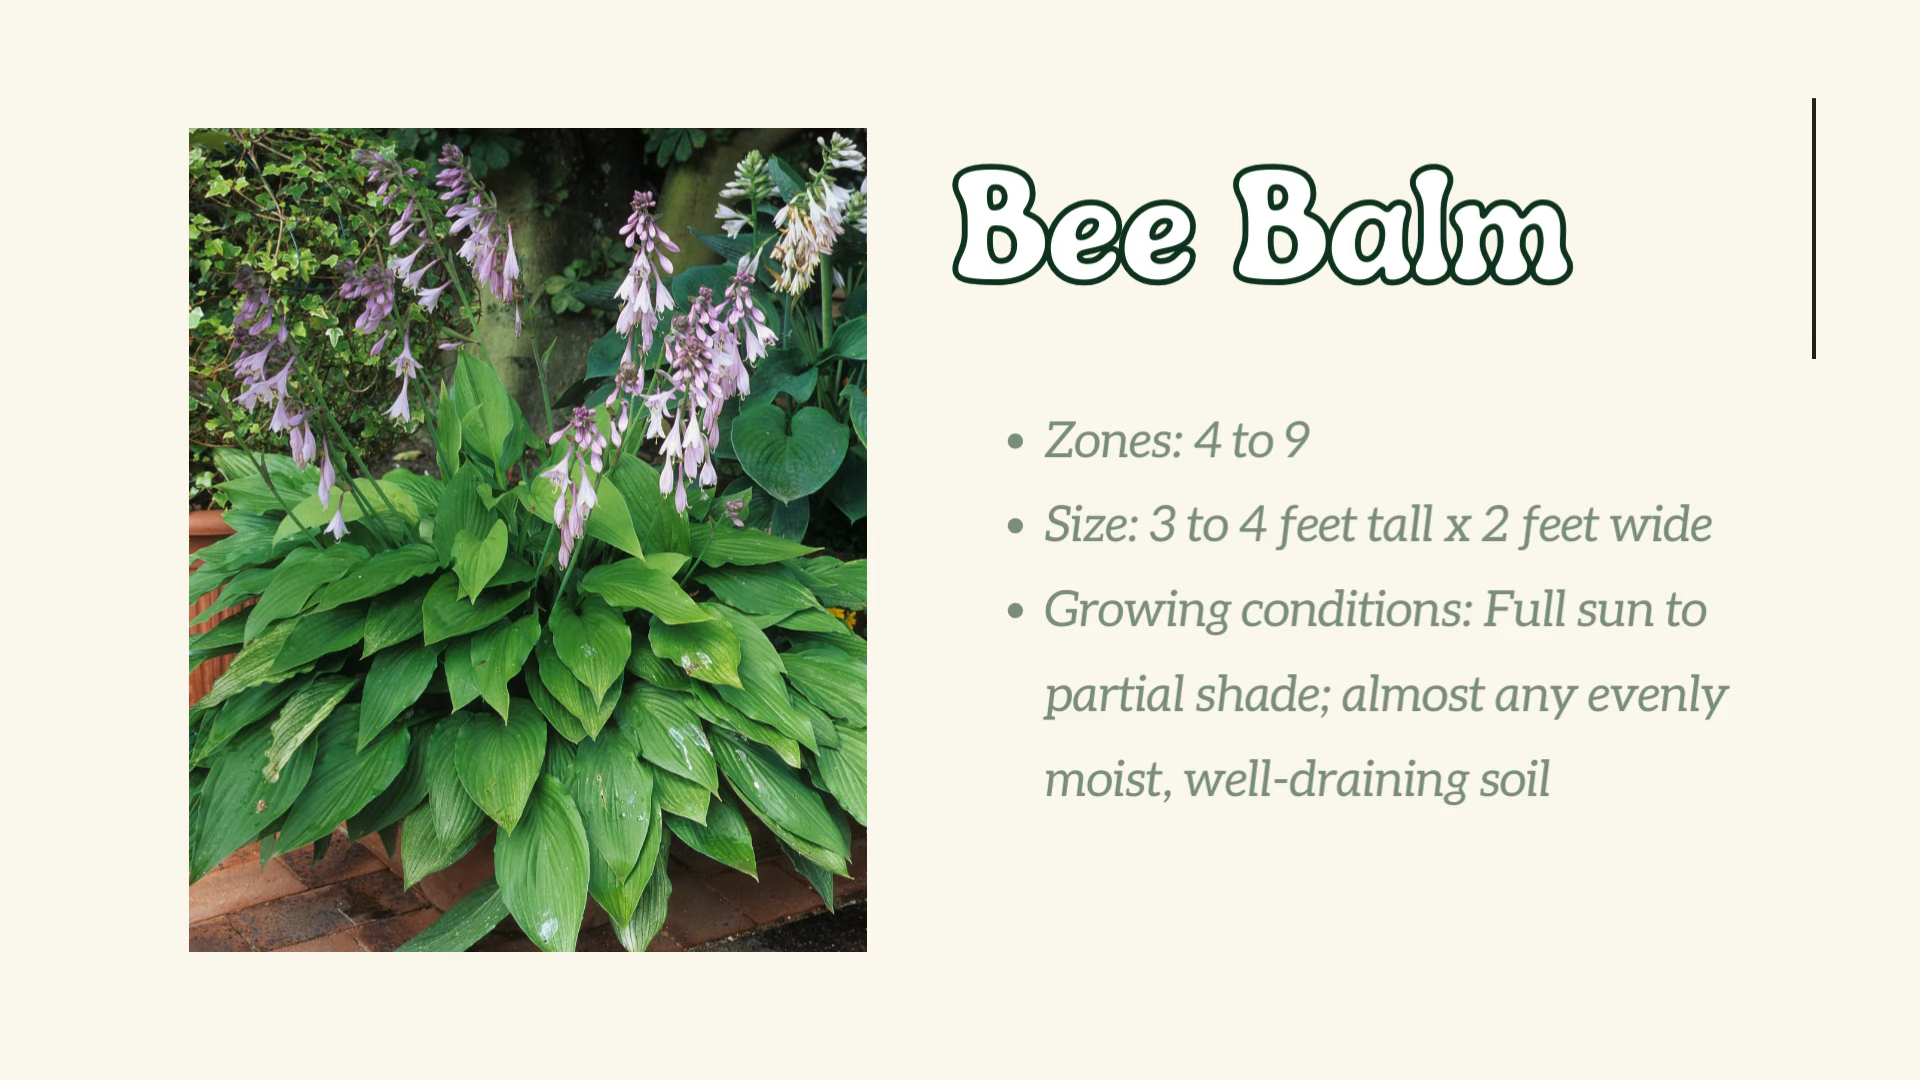 Bee Balm
• Zones: 4 to 9
• Size: 3 to 4 feet tall x 2 feet wide
• Growing conditions: Full sun to
partial shade; almost any evenly
moist, well-draining soil